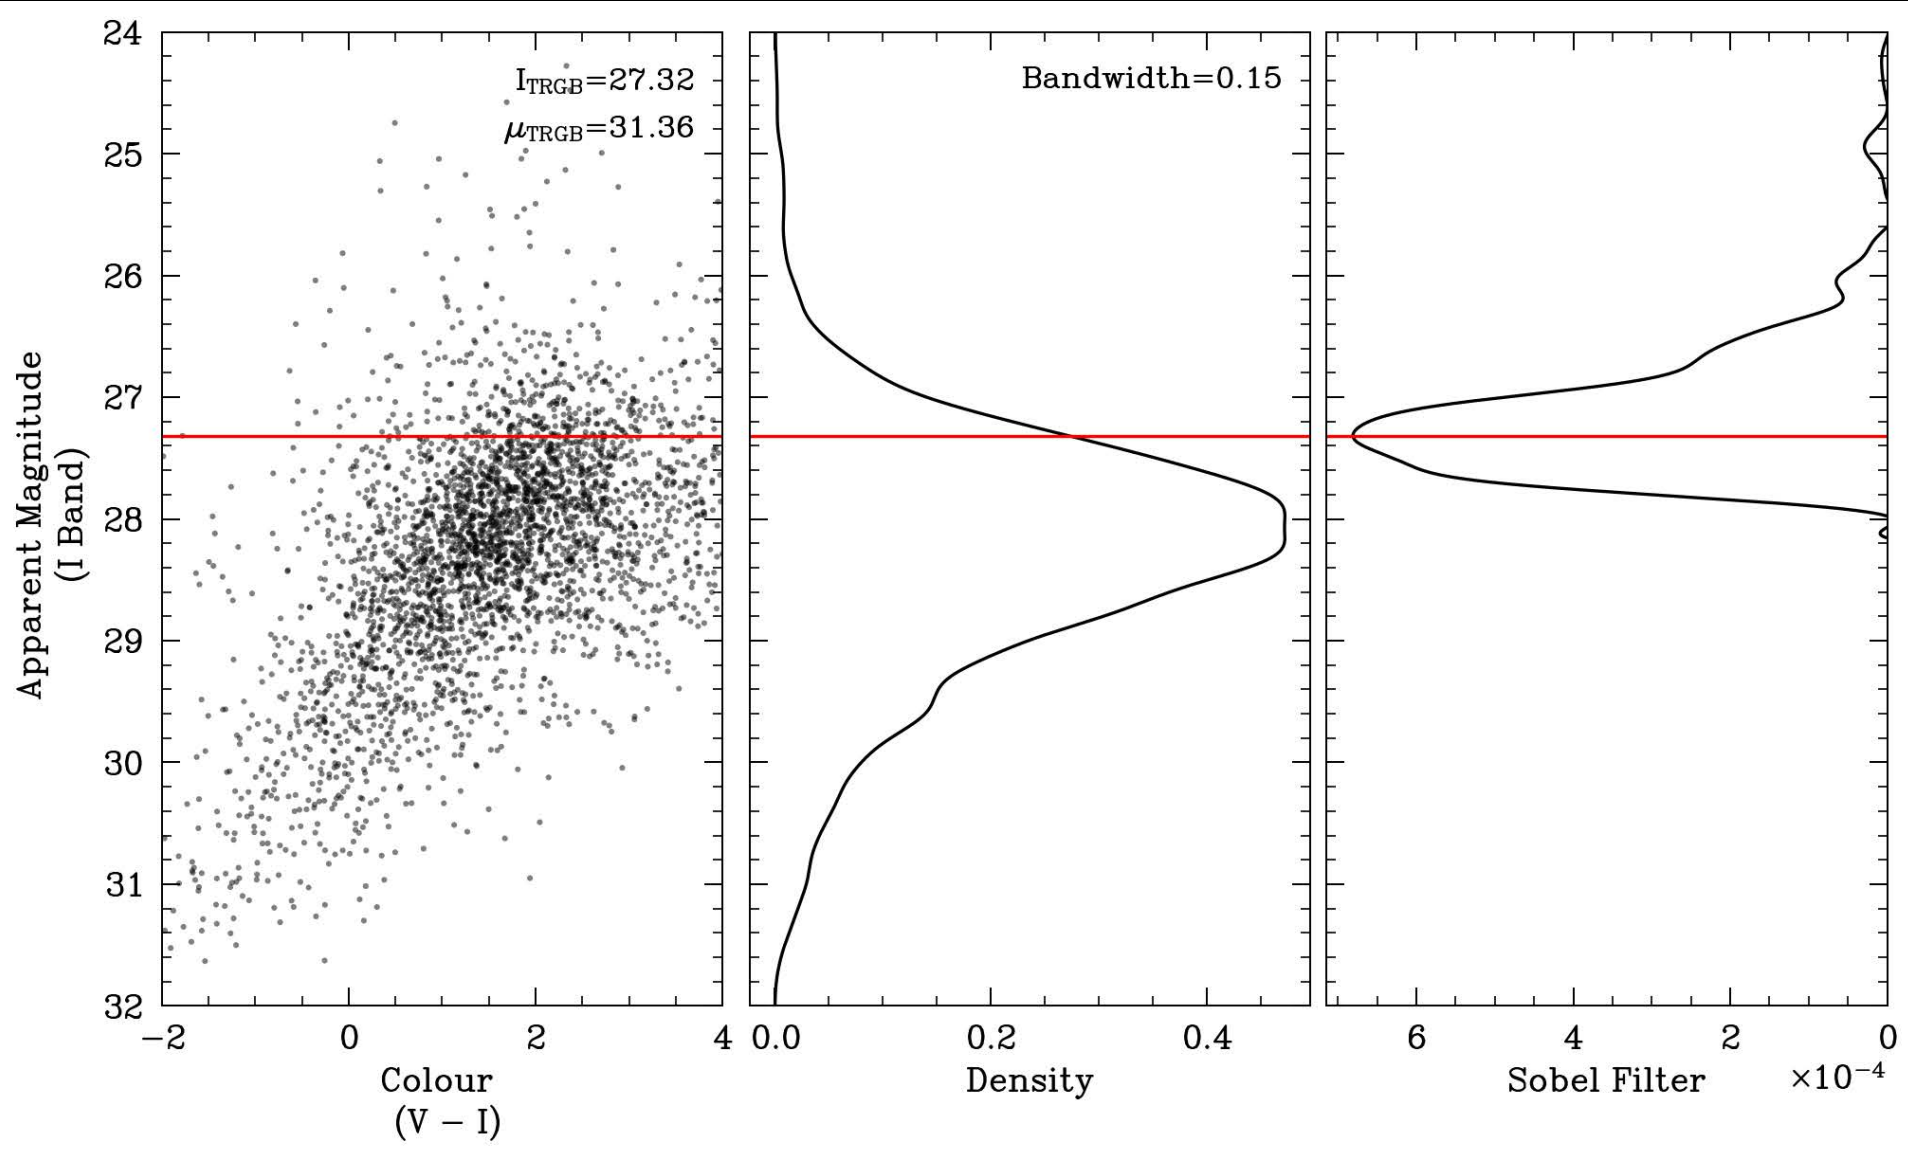 I_TRGB=27.32
μ_TRGB=31.36
Bandwidth=0.15
24
25
26
27
28
29
30
31
32
Apparent Magnitude
(I Band)
−2 0 2 4
0.0 0.2 0.4
6 4 2 0
Colour
(V − I)
Density
Sobel Filter
×10⁻⁴